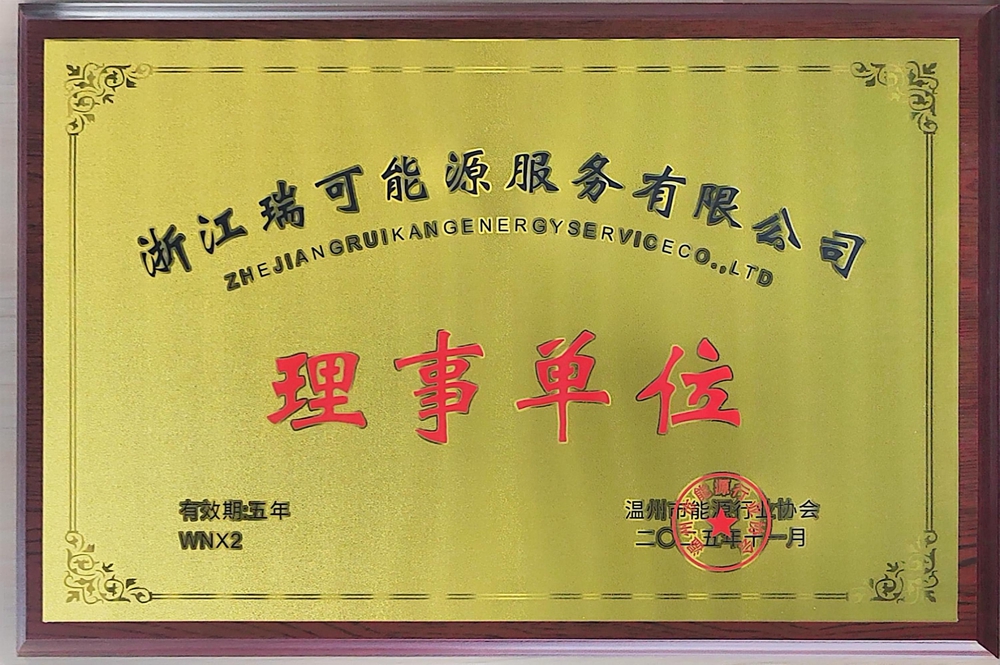 浙江瑞可能源服务有限公司
ZHEJIANGRUIKANGENERGYSERVICECO.,LTD
理事单位
有效期:五年
WNX2
温州市能源行业协会
二〇二五年十一月